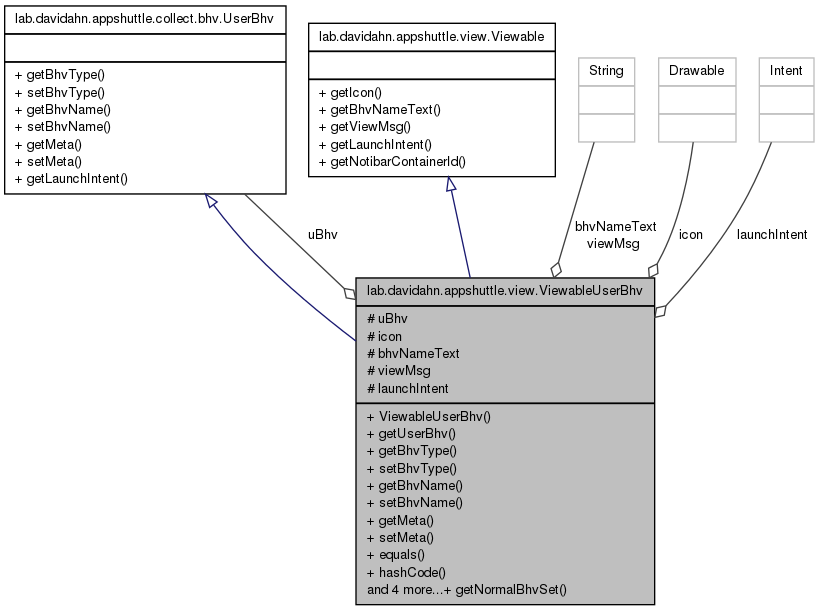 lab.davidahn.appshuttle.collect.bhv.UserBhv
+ getBhvType()
+ setBhvType()
+ getBhvName()
+ setBhvName()
+ getMeta()
+ setMeta()
+ getLaunchIntent()
lab.davidahn.appshuttle.view.Viewable
+ getIcon()
+ getBhvNameText()
+ getViewMsg()
+ getLaunchIntent()
+ getNotibarContainerId()
String
Drawable
Intent
uBhv
bhvNameText
viewMsg
icon
launchIntent
lab.davidahn.appshuttle.view.ViewableUserBhv
# uBhv
# icon
# bhvNameText
# viewMsg
# launchIntent
+ ViewableUserBhv()
+ getUserBhv()
+ getBhvType()
+ setBhvType()
+ getBhvName()
+ setBhvName()
+ getMeta()
+ setMeta()
+ equals()
+ hashCode()
and 4 more...+ getNormalBhvSet()